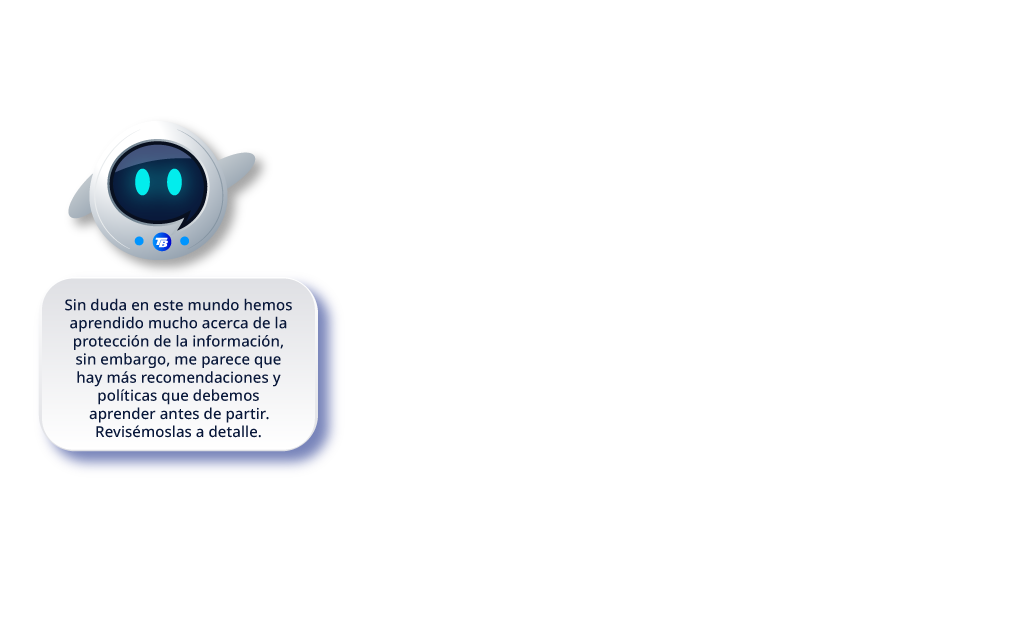 TB
Sin duda en este mundo hemos
aprendido mucho acerca de la
protección de la información,
sin embargo, me parece que
hay más recomendaciones y
políticas que debemos
aprender antes de partir.
Revisémoslas a detalle.